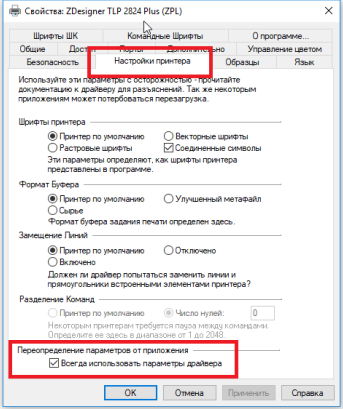 Свойства: ZDesigner TLP 2824 Plus (ZPL)
Шрифты ШК Командные Шрифты О программе...
Общие Доступ Порты Дополнительно Управление цветом
Безопасность Настройки принтера Образцы Язык
Используйте эти параметры с осторожностью - прочитайте
документацию к драйверу для разъяснений. Так же некоторым
приложениям может потребоваться перезагрузка.
Шрифты принтера
Принтер по умолчанию Векторные шрифты
Растровые шрифты Соединенные символы
Эти параметры определяют, как шрифты принтера
представлены в программе.
Формат Буфера
Принтер по умолчанию Улучшенный метафайл
Сырье
Формат буфера задания печати определен здесь.
Замещение Линий
Принтер по умолчанию Отключено
Включено
Должен ли драйвер попытаться заменить линии и
прямоугольники встроенными элементами принтера?
Разделение Команд
Принтер по умолчанию Число нулей: 0
Некоторым принтерам требуется пауза между командами.
Определите ее здесь в диапазоне от 1 до 2048.
Переопределение параметров от приложения
Всегда использовать параметры драйвера
OK Отмена Применить Справка